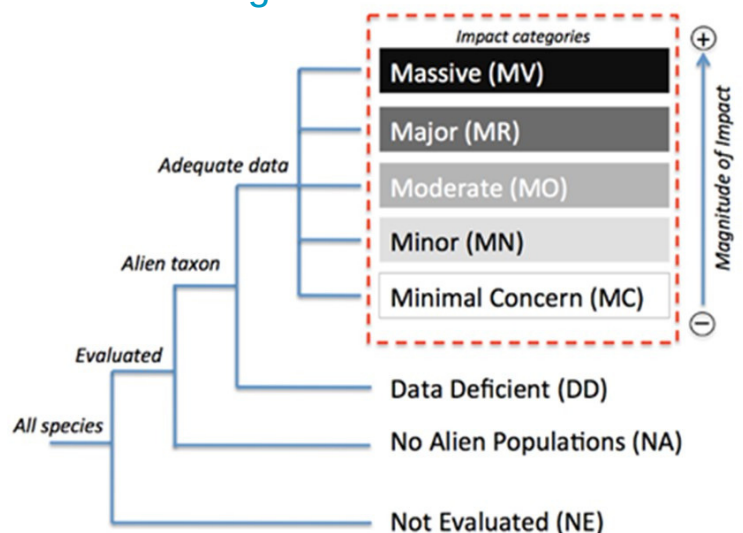 Impact categories
Massive (MV)
Major (MR)
Adequate data
Moderate (MO)
Minor (MN)
Alien taxon
Minimal Concern (MC)
Magnitude of Impact
+
−
Evaluated
Data Deficient (DD)
All species
No Alien Populations (NA)
Not Evaluated (NE)